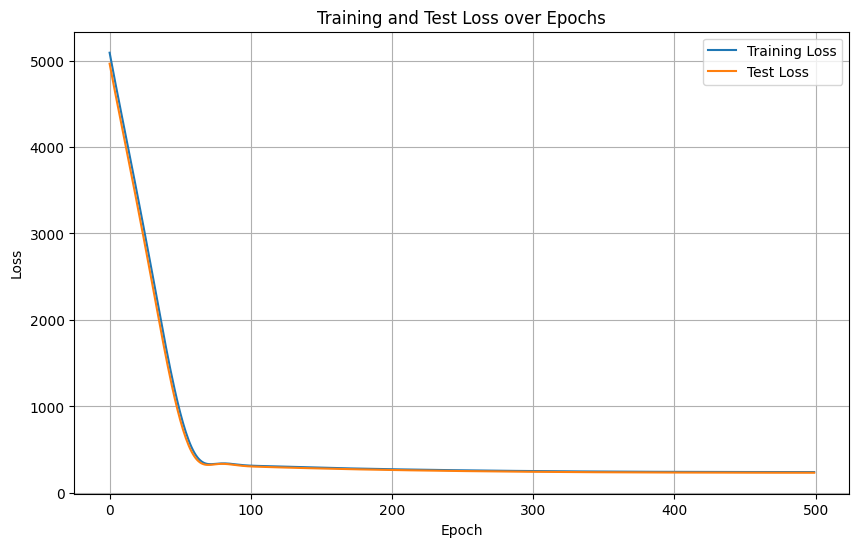 Training and Test Loss over Epochs
Training Loss
Test Loss
5000
4000
3000
2000
1000
0
Loss
0 100 200 300 400 500
Epoch